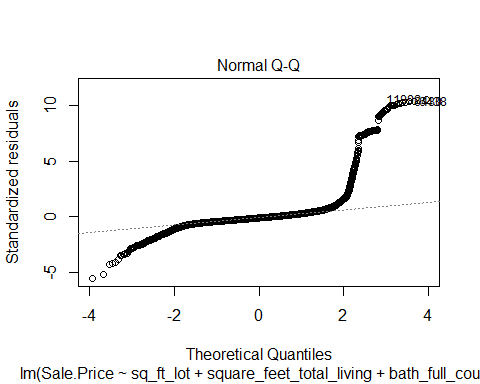 Normal Q-Q
Standardized residuals
10
5
0
-5
-4
-2
0
2
4
Theoretical Quantiles
lm(Sale.Price ~ sq_ft_lot + square_feet_total_living + bath_full_cou